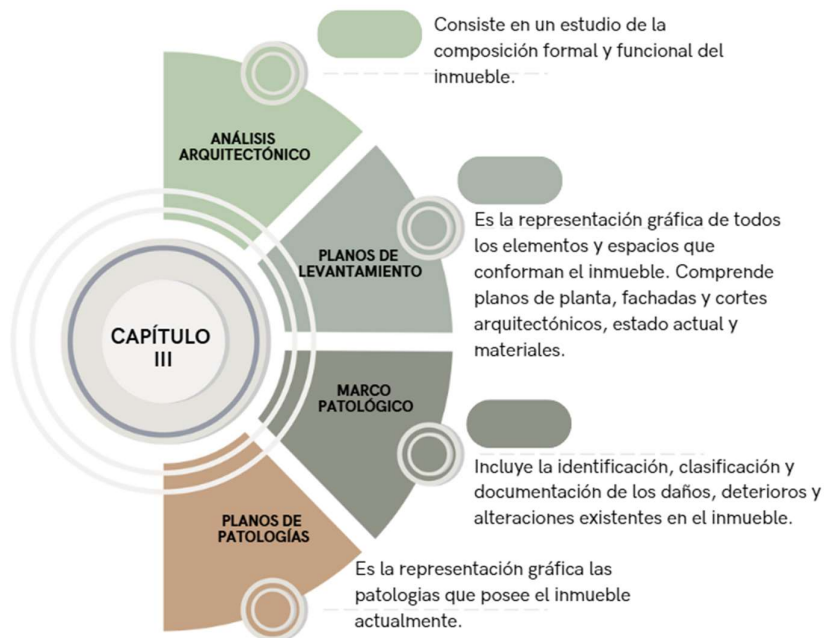 Consiste en un estudio de la
composición formal y funcional del
inmueble.
ANÁLISIS
ARQUITECTÓNICO
PLANOS DE
LEVANTAMIENTO
Es la representación gráfica de todos
los elementos y espacios que
conforman el inmueble. Comprende
planos de planta, fachadas y cortes
arquitectónicos, estado actual y
materiales.
CAPÍTULO
III
MARCO
PATOLÓGICO
Incluye la identificación, clasificación y
documentación de los daños, deterioros y
alteraciones existentes en el inmueble.
PLANOS DE
PATOLOGÍAS
Es la representación gráfica las
patologias que posee el inmueble
actualmente.